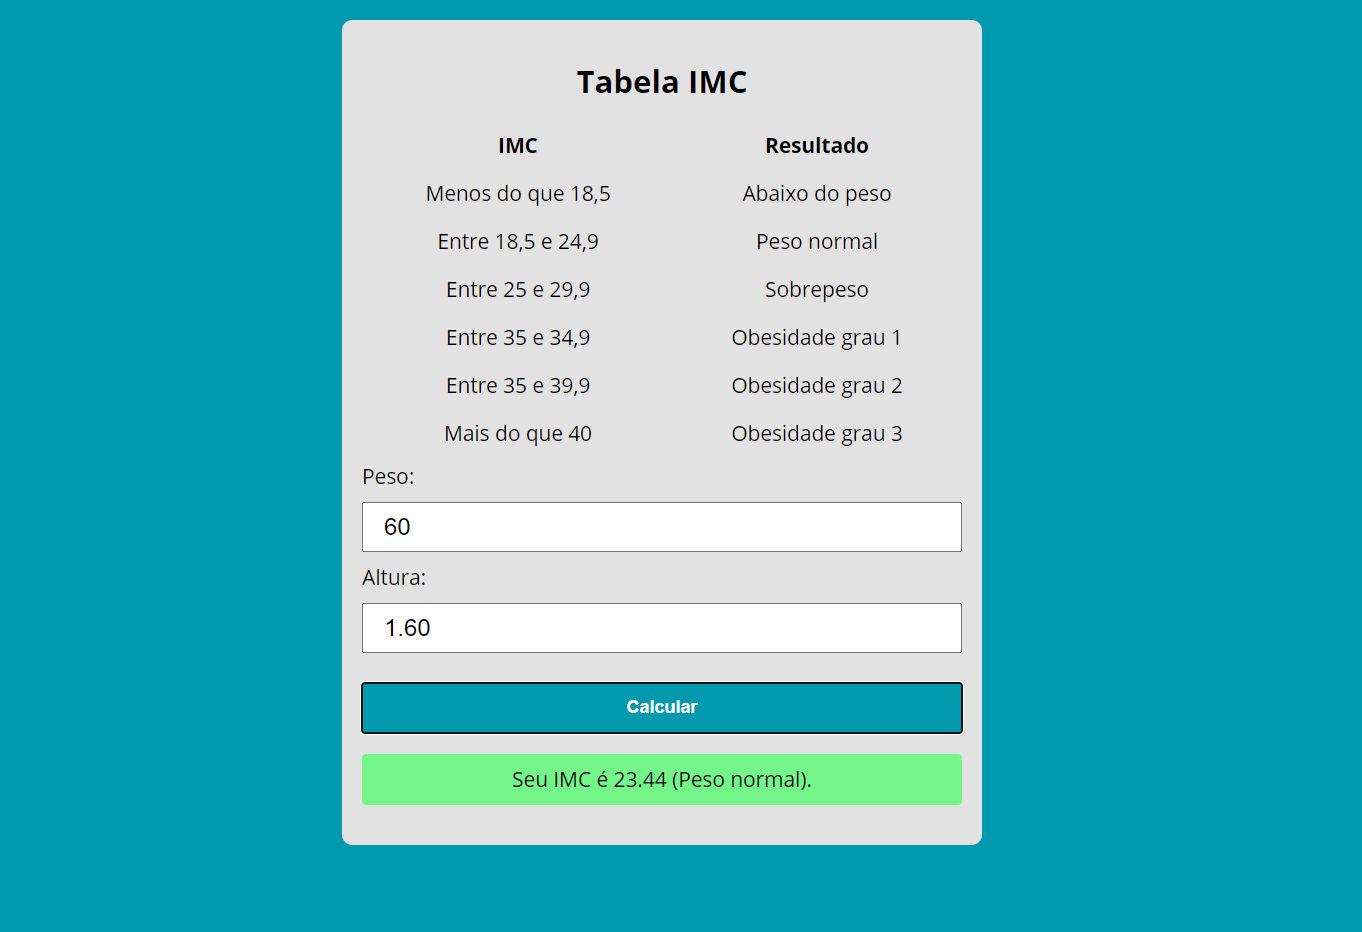 Tabela IMC
IMC Resultado
Menos do que 18,5 Abaixo do peso
Entre 18,5 e 24,9 Peso normal
Entre 25 e 29,9 Sobrepeso
Entre 35 e 34,9 Obesidade grau 1
Entre 35 e 39,9 Obesidade grau 2
Mais do que 40 Obesidade grau 3
Peso:
60
Altura:
1.60
Calcular
Seu IMC é 23.44 (Peso normal).